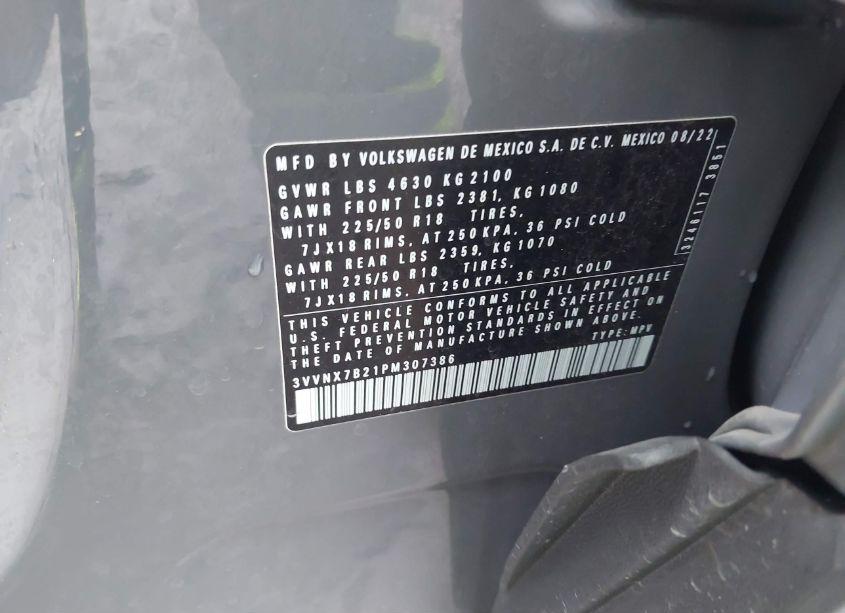 MFD BY VOLKSWAGEN DE MEXICO S.A. DE C.V. MEXICO 08/22
GVWR LBS 4630 KG 2100
GAWR FRONT LBS 2381, KG 1080
WITH 225/50 R18 TIRES,
7JX18 RIMS, AT 250 KPA, 36 PSI COLD
GAWR REAR LBS 2359, KG 1070
WITH 225/50 R18 TIRES,
7JX18 RIMS, AT 250 KPA, 36 PSI COLD
THIS VEHICLE CONFORMS TO ALL APPLICABLE
U.S. FEDERAL MOTOR VEHICLE SAFETY AND
THEFT PREVENTION STANDARDS IN EFFECT ON
THE DATE OF MANUFACTURE SHOWN ABOVE.
3VVNX7B21PM307386 TYPE: MPV
3246117 3851